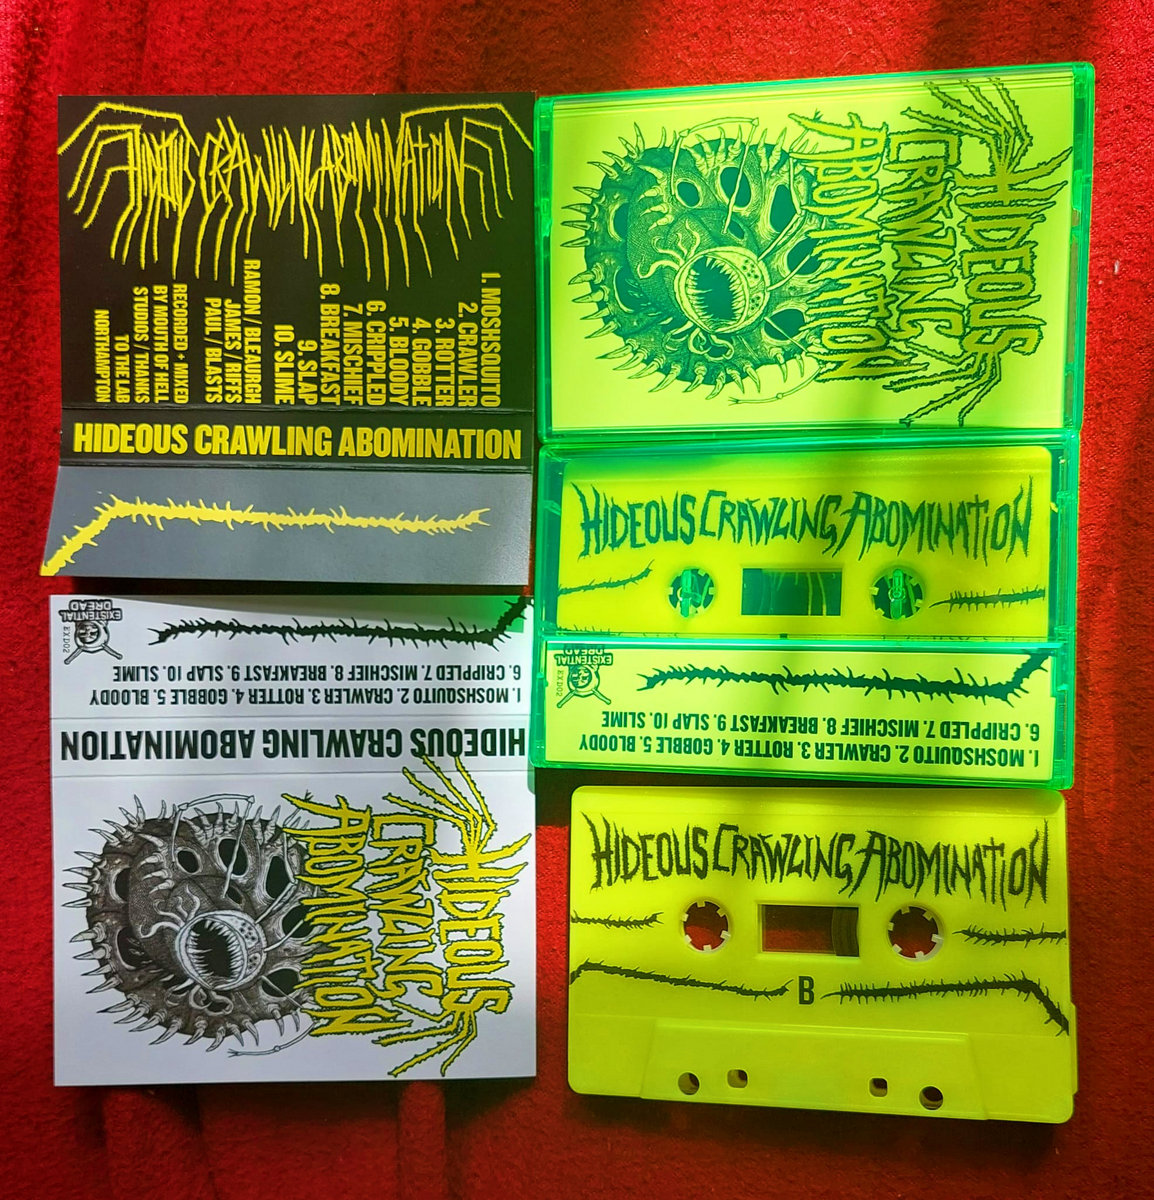 HIDEOUS CRAWLING ABOMINATION
1. MOSHSQUITO
2. CRAWLER
3. ROTTER
4. GOBBLE
5. BLOODY
6. CRIPPLED
7. MISCHIEF
8. BREAKFAST
9. SLAP
10. SLIME
RAMON / BLEAURGH
JAMES / RIFFS
PAUL / BLASTS
RECORDED + MIXED
BY MOUTH OF HELL
STUDIOS / THANKS
TO THE LAB
NORTHAMPTON
HIDEOUS CRAWLING ABOMINATION
EXISTENTIAL
DREAD
EXD02
1. MOSHSQUITO 2. CRAWLER 3. ROTTER 4. GOBBLE 5. BLOODY
6. CRIPPLED 7. MISCHIEF 8. BREAKFAST 9. SLAP 10. SLIME
HIDEOUS CRAWLING ABOMINATION
HIDEOUS
CRAWLING
ABOMINATION
HIDEOUS
CRAWLING
ABOMINATION
HIDEOUS CRAWLING ABOMINATION
EXISTENTIAL
DREAD
EXD02
1. MOSHSQUITO 2. CRAWLER 3. ROTTER 4. GOBBLE 5. BLOODY
6. CRIPPLED 7. MISCHIEF 8. BREAKFAST 9. SLAP 10. SLIME
HIDEOUS CRAWLING ABOMINATION
B